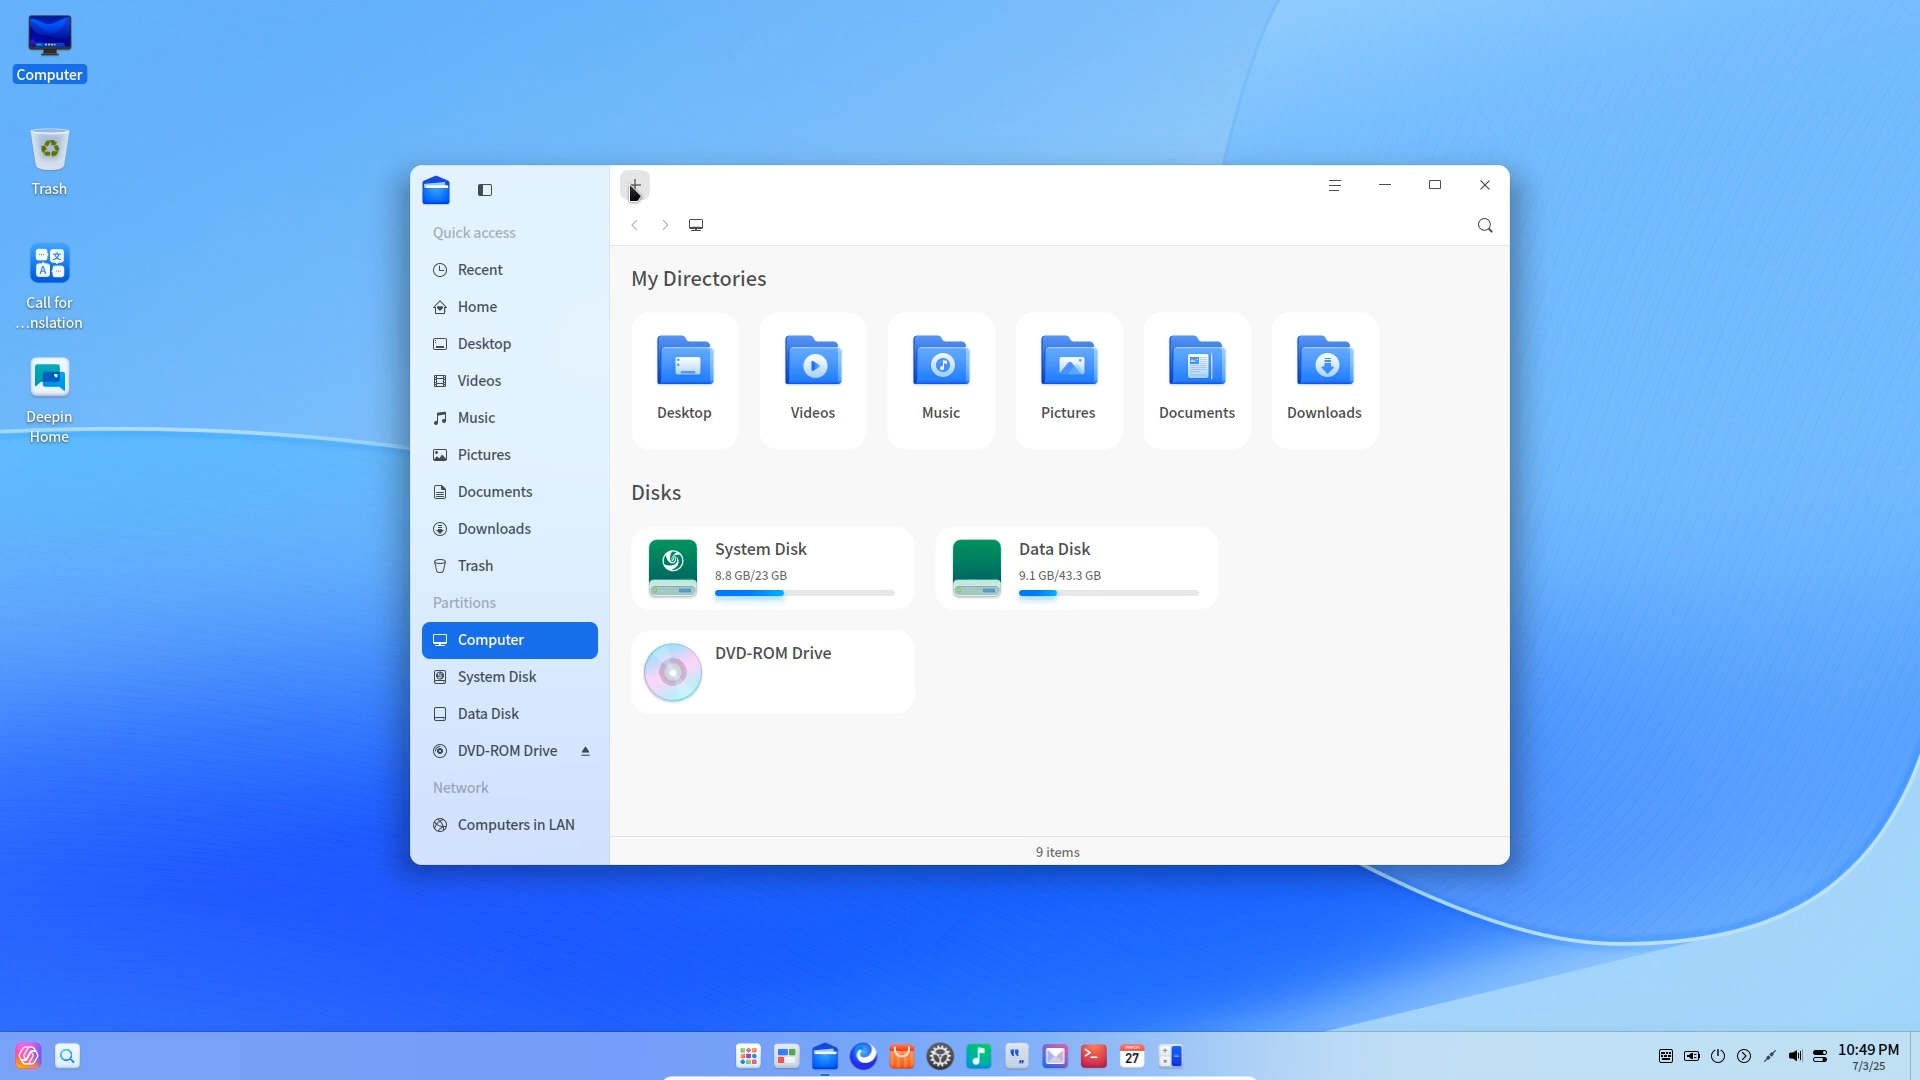 Computer
Trash
Call for
...nslation
Deepin
Home
Quick access
Recent
Home
Desktop
Videos
Music
Pictures
Documents
Downloads
Trash
Partitions
Computer
System Disk
Data Disk
DVD-ROM Drive
Network
Computers in LAN
My Directories
Desktop
Videos
Music
Pictures
Documents
Downloads
Disks
System Disk
8.8 GB/23 GB
Data Disk
9.1 GB/43.3 GB
DVD-ROM Drive
9 items
27
10:49 PM
7/3/25